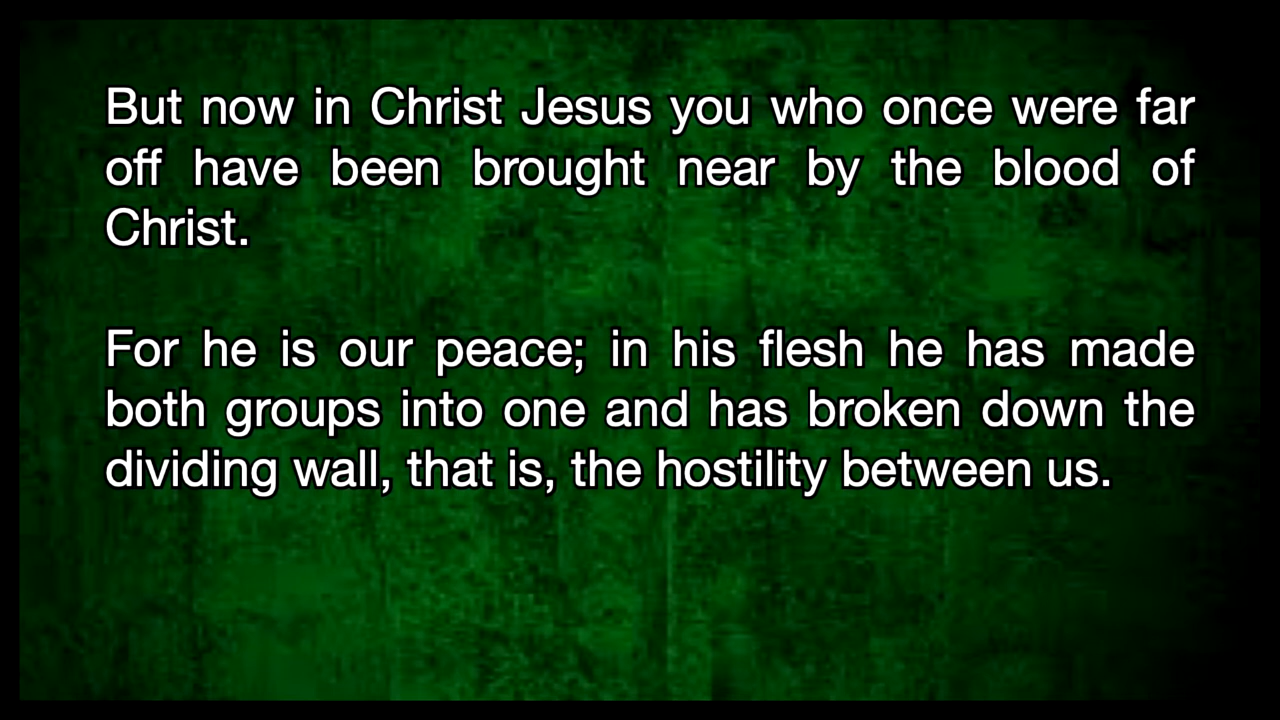 But now in Christ Jesus you who once were far
off have been brought near by the blood of
Christ.
For he is our peace; in his flesh he has made
both groups into one and has broken down the
dividing wall, that is, the hostility between us.